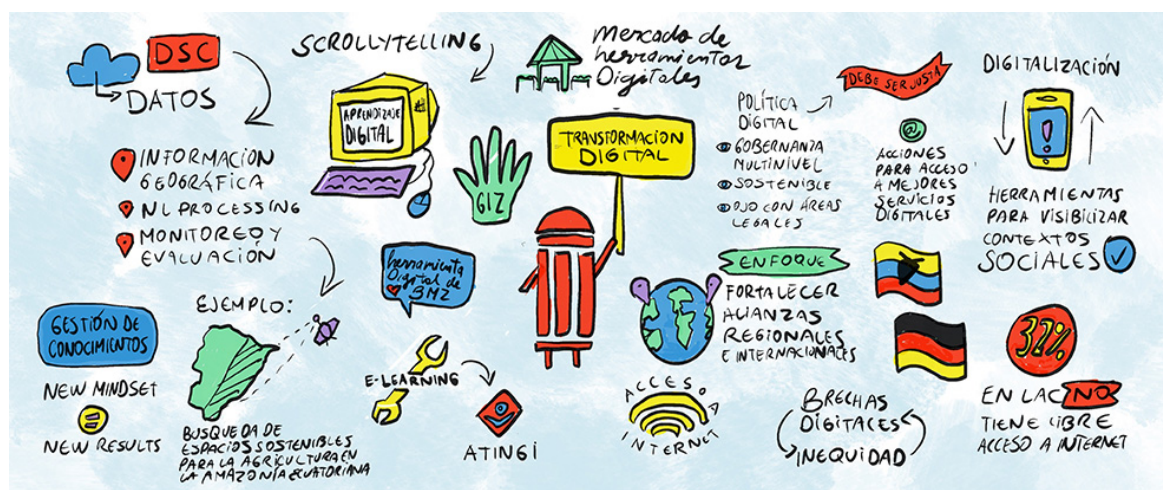 DSC
DATOS
INFORMACIÓN
GEOGRÁFICA
NL PROCESSING
MONITOREO Y
EVALUACIÓN
GESTIÓN DE
CONOCIMIENTOS
NEW MINDSET
=
NEW RESULTS
EJEMPLO:
BUSQUEDA DE
ESPACIOS SOSTENIBLES
PARA LA AGRICULTURA EN
LA AMAZONÍA ECUATORIANA
SCROLLYTELLING
APRENDIZAJE
DIGITAL
GIZ
herramienta
Digital de
BMZ
E-LEARNING
ATINGI
Mercado de
herramientas
Digitales
TRANSFORMACION
DIGITAL
POLÍTICA
DIGITAL
GOBERNANZA
MULTINIVEL
SOSTENIBLE
OJO CON ÁREAS
LEGALES
DEBE SER JUSTA
@
ACCIONES
PARA ACCESO
A MEJORES
SERVICIOS
DIGITALES
ENFOQUE
FORTALECER
ALIANZAS
REGIONALES
E INTERNACIONALES
ACCESO A
INTERNET
BRECHAS
DIGITALES
INEQUIDAD
DIGITALIZACIÓN
!
HERRAMIENTAS
PARA VISIBILIZAR
CONTEXTOS
SOCIALES
32%
EN LAC NO
TIENE LIBRE
ACCESO A INTERNET